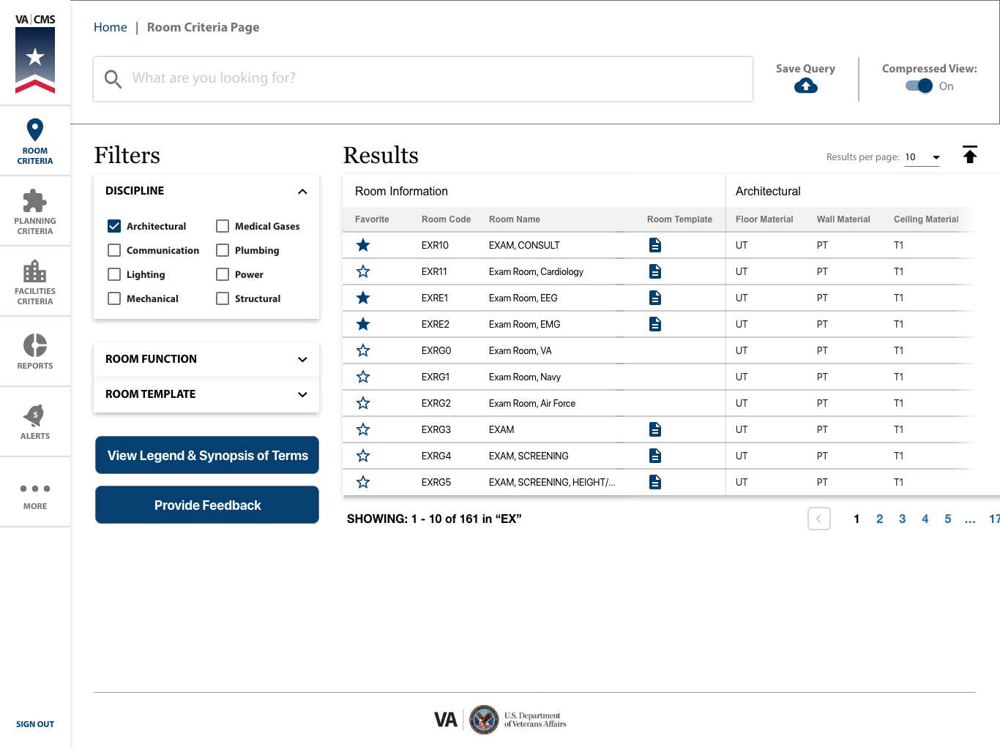 VA | CMS
ROOM
CRITERIA
PLANNING
CRITERIA
FACILITIES
CRITERIA
REPORTS
5
ALERTS
MORE
SIGN OUT
Home | Room Criteria Page
What are you looking for?
Save Query
Compressed View:
On
Filters
DISCIPLINE
Architectural
Medical Gases
Communication
Plumbing
Lighting
Power
Mechanical
Structural
ROOM FUNCTION
ROOM TEMPLATE
View Legend & Synopsis of Terms
Provide Feedback
Results
Results per page: 10
Room Information Architectural
Favorite Room Code Room Name Room Template Floor Material Wall Material Ceiling Material
EXR10 EXAM, CONSULT UT PT T1
EXR11 Exam Room, Cardiology UT PT T1
EXRE1 Exam Room, EEG UT PT T1
EXRE2 Exam Room, EMG UT PT T1
EXRG0 Exam Room, VA UT PT T1
EXRG1 Exam Room, Navy UT PT T1
EXRG2 Exam Room, Air Force UT PT T1
EXRG3 EXAM UT PT T1
EXRG4 EXAM, SCREENING UT PT T1
EXRG5 EXAM, SCREENING, HEIGHT/... UT PT T1
SHOWING: 1 - 10 of 161 in “EX”
1 2 3 4 5 ... 17
VA
U.S. Department
of Veterans Affairs